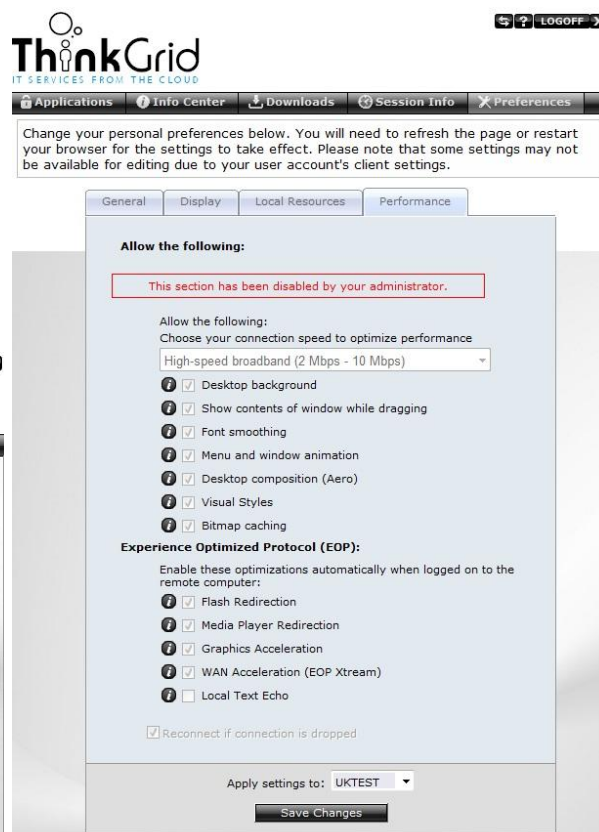 LOGOFF
ThinkGrid
IT SERVICES FROM THE CLOUD
Applications Info Center Downloads Session Info Preferences
Change your personal preferences below. You will need to refresh the page or restart
your browser for the settings to take effect. Please note that some settings may not
be available for editing due to your user account's client settings.
General Display Local Resources Performance
Allow the following:
This section has been disabled by your administrator.
Allow the following:
Choose your connection speed to optimize performance
High-speed broadband (2 Mbps - 10 Mbps)
Desktop background
Show contents of window while dragging
Font smoothing
Menu and window animation
Desktop composition (Aero)
Visual Styles
Bitmap caching
Experience Optimized Protocol (EOP):
Enable these optimizations automatically when logged on to the
remote computer:
Flash Redirection
Media Player Redirection
Graphics Acceleration
WAN Acceleration (EOP Xtream)
Local Text Echo
Reconnect if connection is dropped
Apply settings to: UKTEST
Save Changes